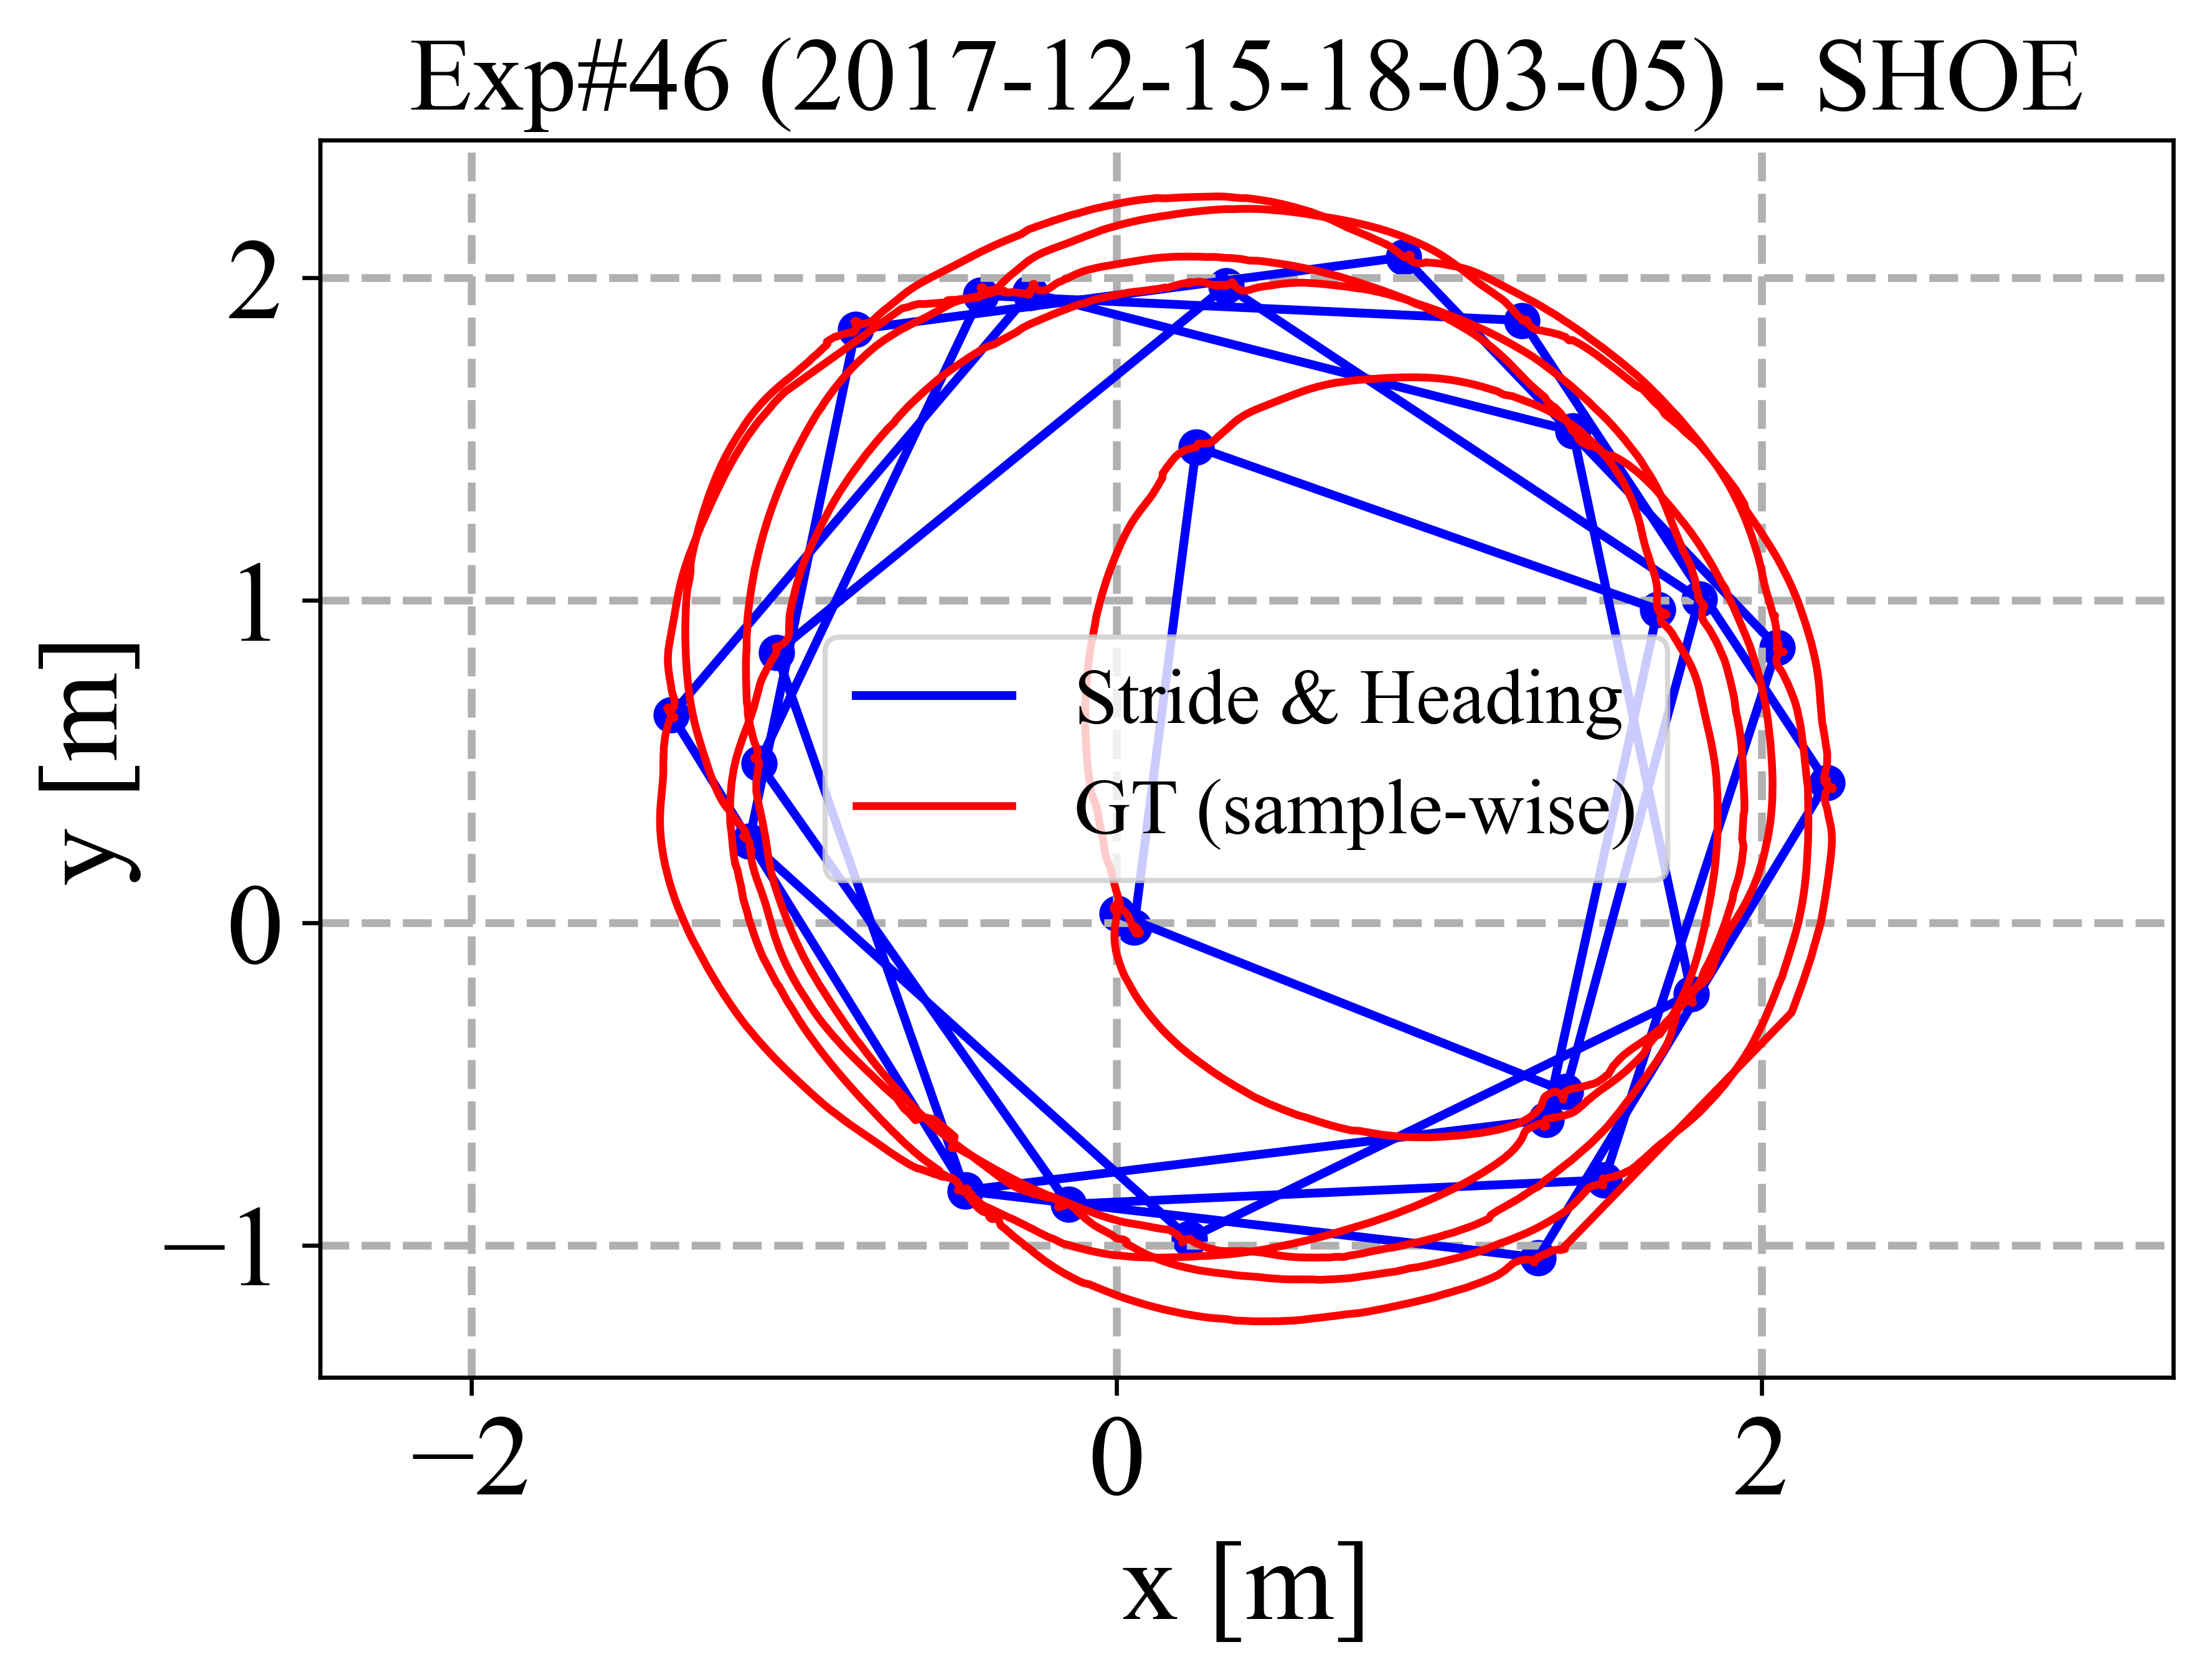 Exp#46 (2017-12-15-18-03-05) - SHOE
2
1
0
−1
y [m]
Stride & Heading
GT (sample-wise)
−2 0 2
x [m]